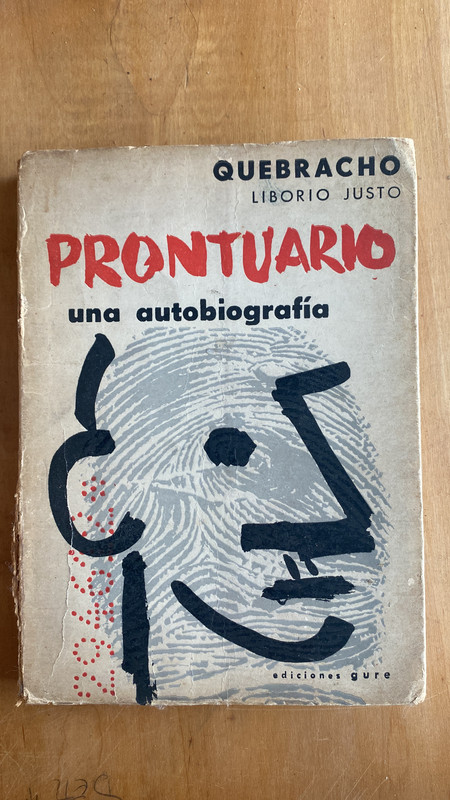 QUEBRACHO
LIBORIO JUSTO
PRONTUARIO
una autobiografía
ediciones gure